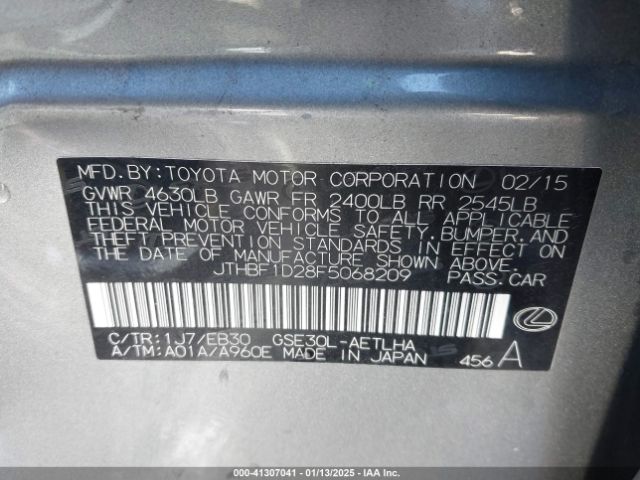 MFD. BY: TOYOTA MOTOR CORPORATION 02/15
GVWR 4630LB GAWR FR 2400LB RR 2545LB
THIS VEHICLE CONFORMS TO ALL APPLICABLE
FEDERAL MOTOR VEHICLE SAFETY, BUMPER, AND
THEFT PREVENTION STANDARDS IN EFFECT ON
THE DATE OF MANUFACTURE SHOWN ABOVE.
JTHBF1D28F5068209 PASS. CAR
C/TR: 1J7/EB30 GSE30L-AETLHA
A/TM: A01A/A960E MADE IN JAPAN 456 A
000-41307041 | 01/13/2025 | IAA Inc.